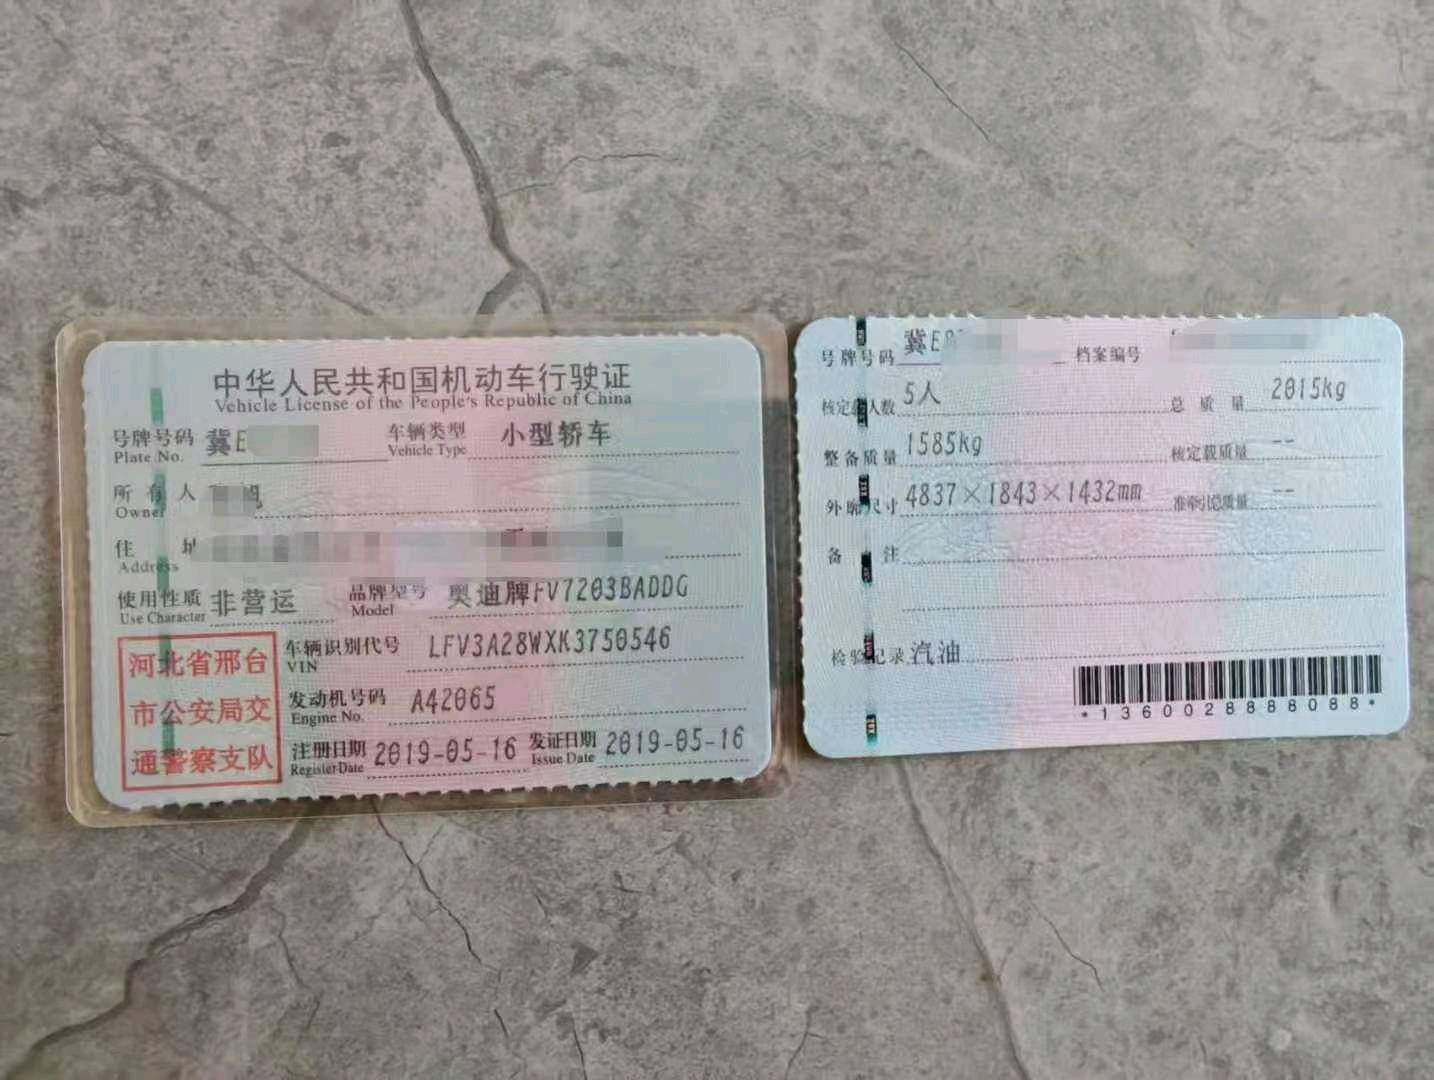 中华人民共和国机动车行驶证
Vehicle License of the People's Republic of China
号牌号码 冀E 车辆类型 小型轿车
Plate No. Vehicle Type
所有人
Owner
住址
Address
使用性质 非营运 品牌型号 奥迪牌FV7203BADDG
Use Character Model
河北省邢台
市公安局交
通警察支队
车辆识别代号 LFV3A28WXK3750546
VIN
发动机号码 A42065
Engine No.
注册日期 2019-05-16 发证日期 2019-05-16
Register Date Issue Date
号牌号码 冀E8 档案编号
核定载人数 5人 总质量 2015kg
整备质量 1585kg 核定载质量 --
外廓尺寸 4837×1843×1432mm 准牵引总质量 --
备注
检验记录 汽油
*1360028888088*